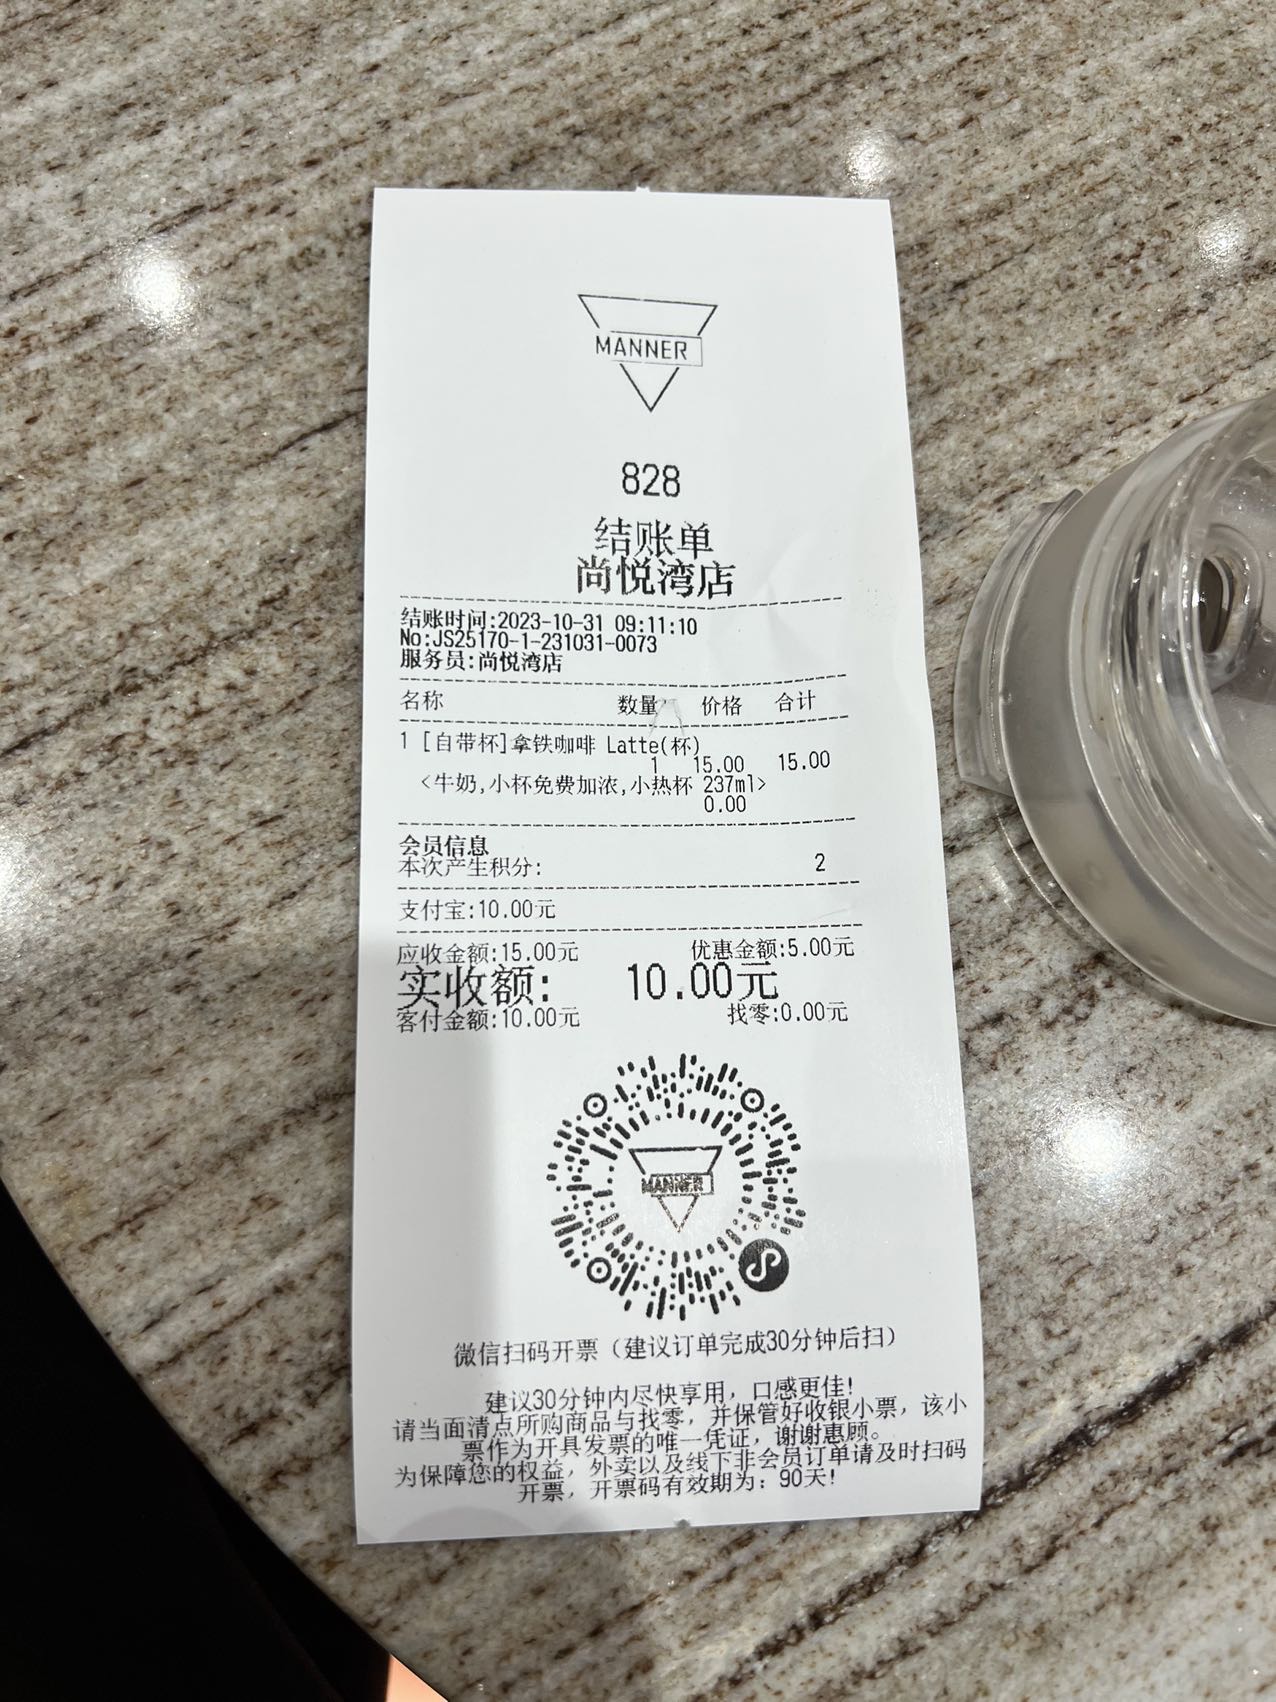 MANNER
828
结账单
尚悦湾店
结账时间:2023-10-31 09:11:10
No:JS25170-1-231031-0073
服务员:尚悦湾店
名称 数量 价格 合计
1 [自带杯]拿铁咖啡 Latte(杯)
1 15.00 15.00
<牛奶,小杯免费加浓,小热杯 237ml>
0.00
会员信息
本次产生积分: 2
支付宝:10.00元
应收金额:15.00元 优惠金额:5.00元
实收额: 10.00元
客付金额:10.00元 找零:0.00元
MANNER
微信扫码开票（建议订单完成30分钟后扫）
建议30分钟内尽快享用，口感更佳!
请当面清点所购商品与找零，并保管好收银小票，该小
票作为开具发票的唯一凭证，谢谢惠顾。
为保障您的权益，外卖以及线下非会员订单请及时扫码
开票，开票码有效期为：90天!